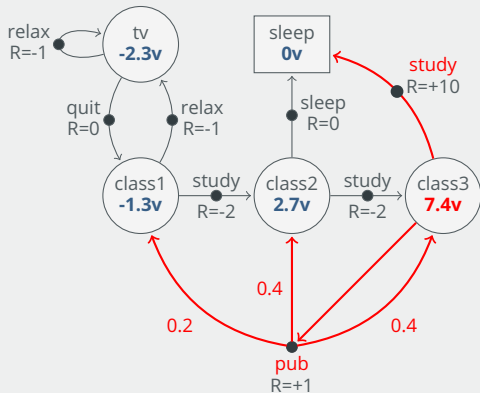 relax
R=-1
tv
-2.3v
sleep
0v
study
R=+10
quit
R=0
relax
R=-1
sleep
R=0
class1
-1.3v
study
R=-2
class2
2.7v
study
R=-2
class3
7.4v
0.2
0.4
0.4
pub
R=+1